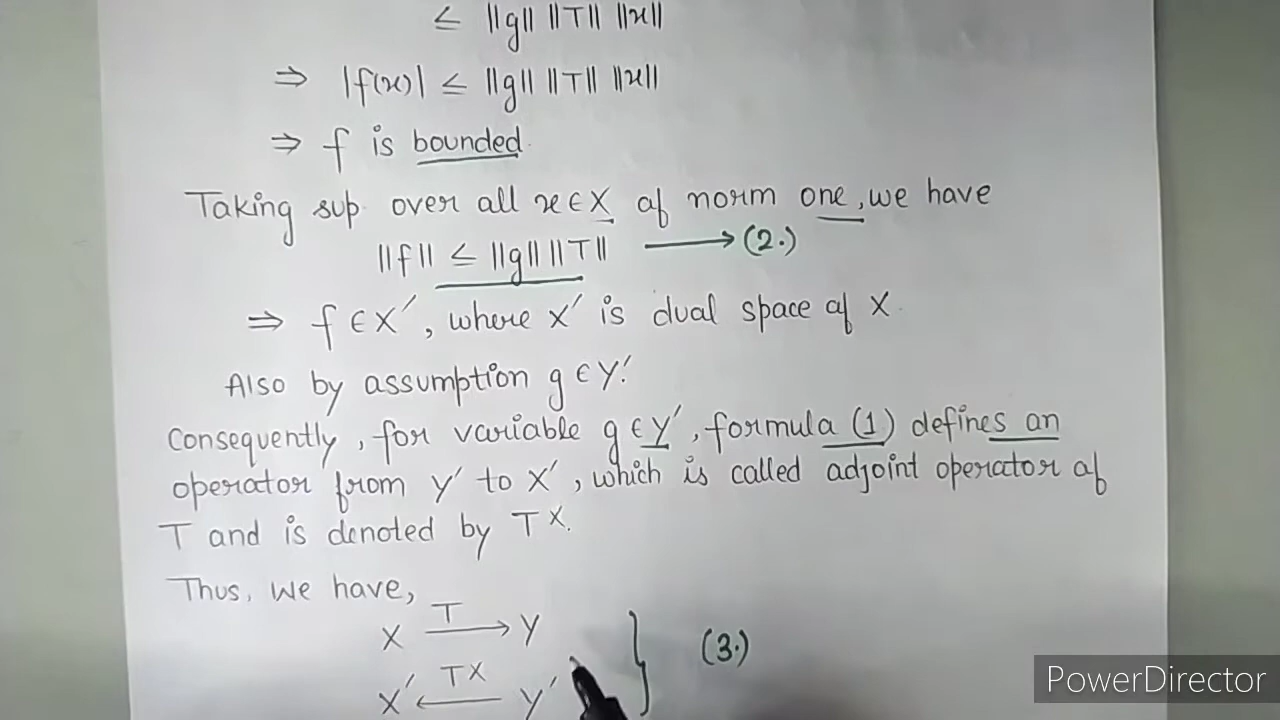 ≤ ||g|| ||T|| ||x||
⇒ |f(x)| ≤ ||g|| ||T|| ||x||
⇒ f is bounded.
Taking sup. over all x ∈ X of norm one, we have
||f|| ≤ ||g|| ||T|| ⟶ (2.)
⇒ f ∈ X′, where X′ is dual space of X.
Also by assumption g ∈ Y′.
Consequently, for variable g ∈ Y′, formula (1) defines an
operator from Y′ to X′, which is called adjoint operator of
T and is denoted by T×.
Thus, we have,
X —T→ Y
(3.)
X′ ←T×— Y′
PowerDirector